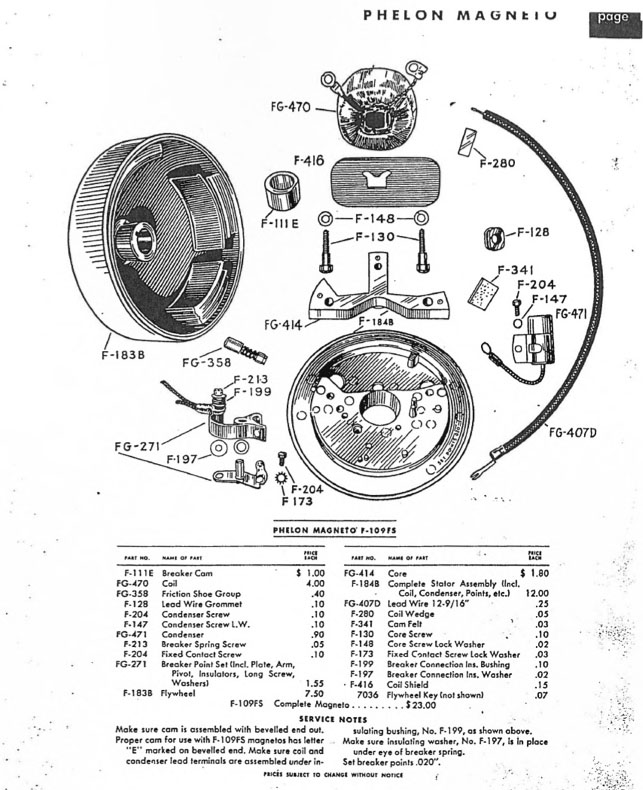 PHELON MAGNETO
page
FG-470
F-416
F-280
F-111E
F-148
F-130
F-128
F-341
F-204
F-147
FG-471
FG-414
F-184B
F-183B
FG-358
F-213
F-199
FG-271
F-197
F-204
F 173
FG-407D
PHELON MAGNETO F-109FS
PART NO. NAME OF PART PRICE EACH
F-111E Breaker Cam $ 1.00
FG-470 Coil 4.00
FG-358 Friction Shoe Group .40
F-128 Lead Wire Grommet .10
F-204 Condenser Screw .10
F-147 Condenser Screw L.W. .10
FG-471 Condenser .90
F-213 Breaker Spring Screw .05
F-204 Fixed Contact Screw .10
FG-271 Breaker Point Set (Incl. Plate, Arm,
Pivot, Insulators, Long Screw,
Washers) 1.55
F-183B Flywheel 7.50
PART NO. NAME OF PART PRICE EACH
FG-414 Core $ 1.80
F-184B Complete Stator Assembly (Incl.
Coil, Condenser, Points, etc.) 12.00
FG-407D Lead Wire 12-9/16" .25
F-280 Coil Wedge .05
F-341 Cam Felt .03
F-130 Core Screw .10
F-148 Core Screw Lock Washer .02
F-173 Fixed Contact Screw Lock Washer .03
F-199 Breaker Connection Ins. Bushing .10
F-197 Breaker Connection Ins. Washer .02
F-416 Coil Shield .15
7036 Flywheel Key (not shown) .07
F-109FS Complete Magneto.........$23.00
SERVICE NOTES
Make sure cam is assembled with bevelled end out.
Proper cam for use with F-109FS magnetos has letter
"E" marked on bevelled end. Make sure coil and
condenser lead terminals are assembled under in-
sulating bushing, No. F-199, as shown above.
Make sure insulating washer, No. F-197, is in place
under eye of breaker spring.
Set breaker points .020".
PRICES SUBJECT TO CHANGE WITHOUT NOTICE